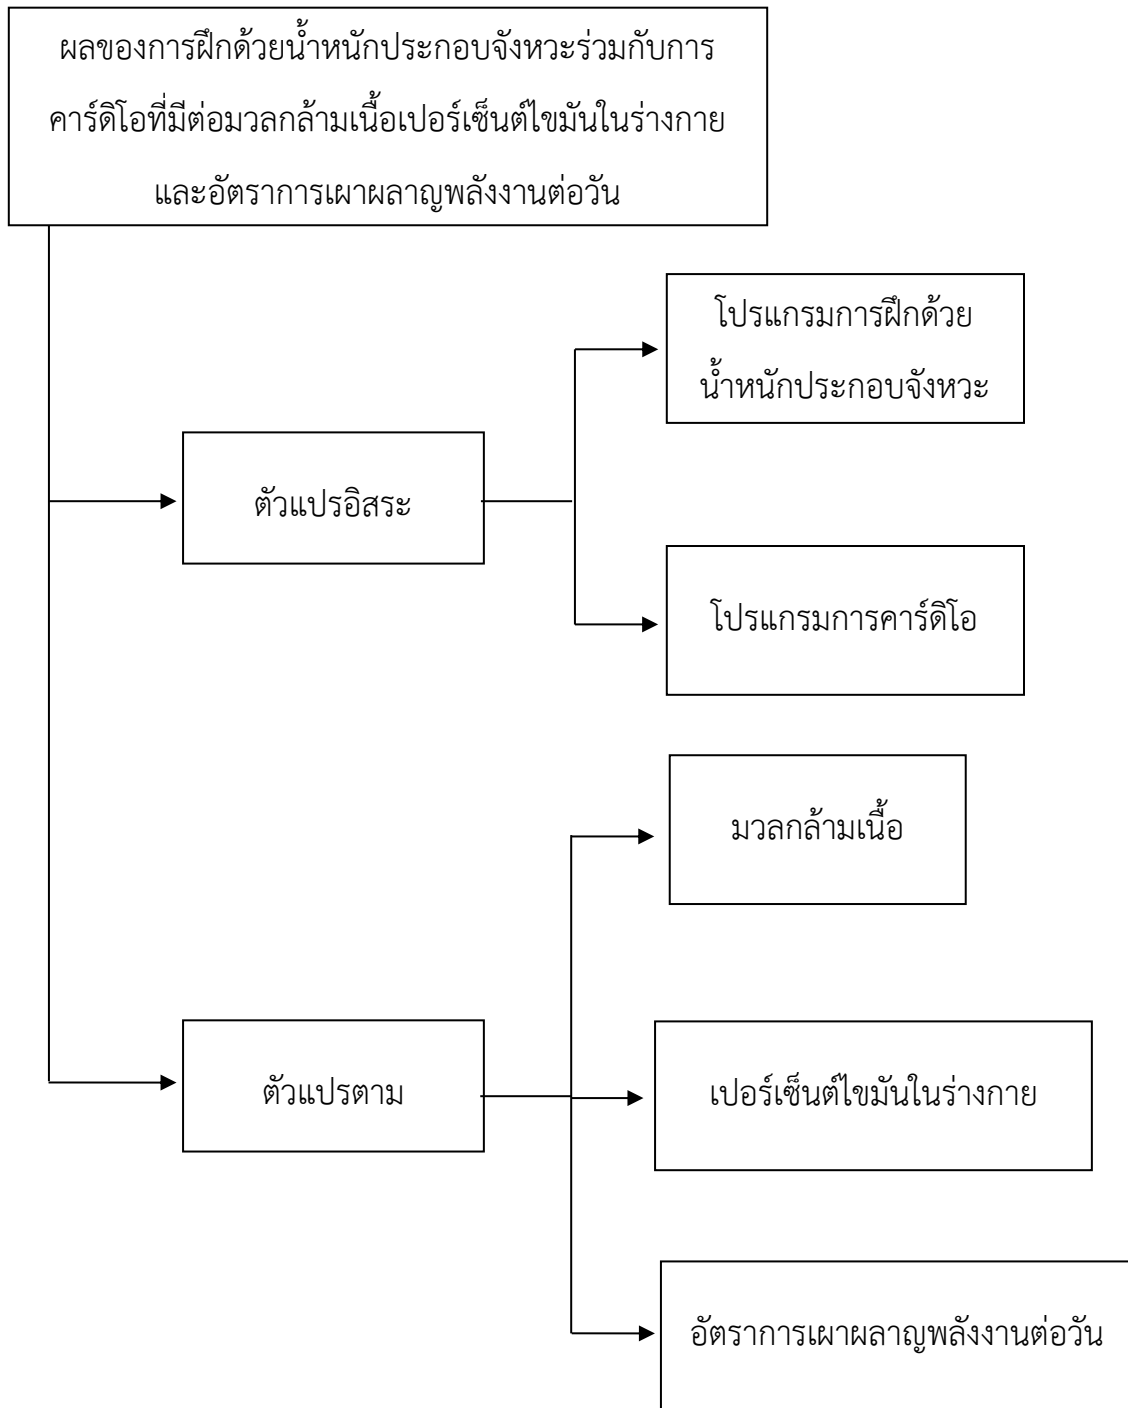 ผลของการฝึกด้วยน้ำหนักประกอบจังหวะร่วมกับการ
คาร์ดิโอที่มีต่อมวลกล้ามเนื้อเปอร์เซ็นต์ไขมันในร่างกาย
และอัตราการเผาผลาญพลังงานต่อวัน
โปรแกรมการฝึกด้วย
น้ำหนักประกอบจังหวะ
ตัวแปรอิสระ
โปรแกรมการคาร์ดิโอ
มวลกล้ามเนื้อ
ตัวแปรตาม
เปอร์เซ็นต์ไขมันในร่างกาย
อัตราการเผาผลาญพลังงานต่อวัน